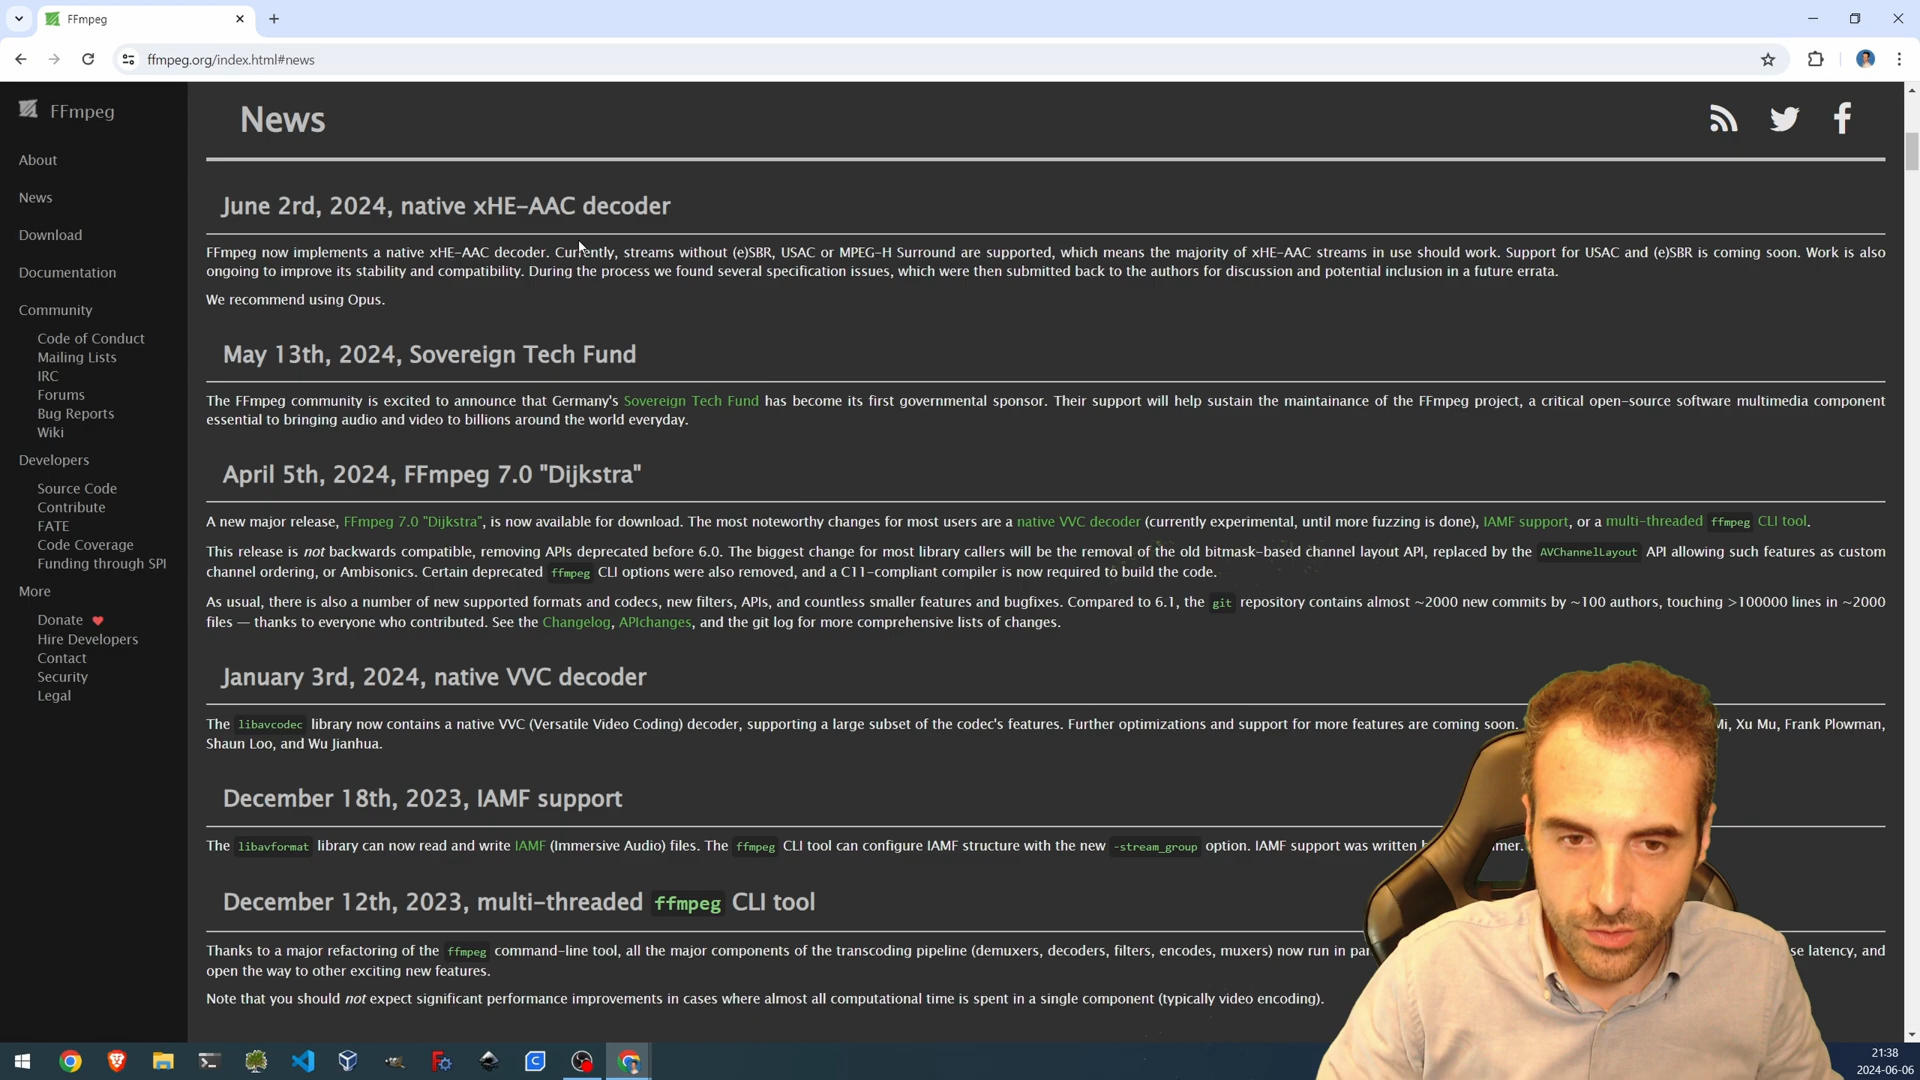 FFmpeg
ffmpeg.org/index.html#news
FFmpeg
About
News
Download
Documentation
Community
Code of Conduct
Mailing Lists
IRC
Forums
Bug Reports
Wiki
Developers
Source Code
Contribute
FATE
Code Coverage
Funding through SPI
More
Donate
Hire Developers
Contact
Security
Legal
News
June 2rd, 2024, native xHE-AAC decoder
FFmpeg now implements a native xHE-AAC decoder. Currently, streams without (e)SBR, USAC or MPEG-H Surround are supported, which means the majority of xHE-AAC streams in use should work. Support for USAC and (e)SBR is coming soon. Work is also
ongoing to improve its stability and compatibility. During the process we found several specification issues, which were then submitted back to the authors for discussion and potential inclusion in a future errata.
We recommend using Opus.
May 13th, 2024, Sovereign Tech Fund
The FFmpeg community is excited to announce that Germany's Sovereign Tech Fund has become its first governmental sponsor. Their support will help sustain the maintainance of the FFmpeg project, a critical open-source software multimedia component
essential to bringing audio and video to billions around the world everyday.
April 5th, 2024, FFmpeg 7.0 "Dijkstra"
A new major release, FFmpeg 7.0 "Dijkstra", is now available for download. The most noteworthy changes for most users are a native VVC decoder (currently experimental, until more fuzzing is done), IAMF support, or a multi-threaded ffmpeg CLI tool.
This release is not backwards compatible, removing APIs deprecated before 6.0. The biggest change for most library callers will be the removal of the old bitmask-based channel layout API, replaced by the AVChannelLayout API allowing such features as custom
channel ordering, or Ambisonics. Certain deprecated ffmpeg CLI options were also removed, and a C11-compliant compiler is now required to build the code.
As usual, there is also a number of new supported formats and codecs, new filters, APIs, and countless smaller features and bugfixes. Compared to 6.1, the git repository contains almost ~2000 new commits by ~100 authors, touching >100000 lines in ~2000
files — thanks to everyone who contributed. See the Changelog, APIchanges, and the git log for more comprehensive lists of changes.
January 3rd, 2024, native VVC decoder
The libavcodec library now contains a native VVC (Versatile Video Coding) decoder, supporting a large subset of the codec's features. Further optimizations and support for more features are coming soon. Mi, Xu Mu, Frank Plowman,
Shaun Loo, and Wu Jianhua.
December 18th, 2023, IAMF support
The libavformat library can now read and write IAMF (Immersive Audio) files. The ffmpeg CLI tool can configure IAMF structure with the new -stream_group option. IAMF support was written
December 12th, 2023, multi-threaded ffmpeg CLI tool
Thanks to a major refactoring of the ffmpeg command-line tool, all the major components of the transcoding pipeline (demuxers, decoders, filters, encodes, muxers) now run in latency, and
open the way to other exciting new features.
Note that you should not expect significant performance improvements in cases where almost all computational time is spent in a single component (typically video encoding).
21:38
2024-06-06